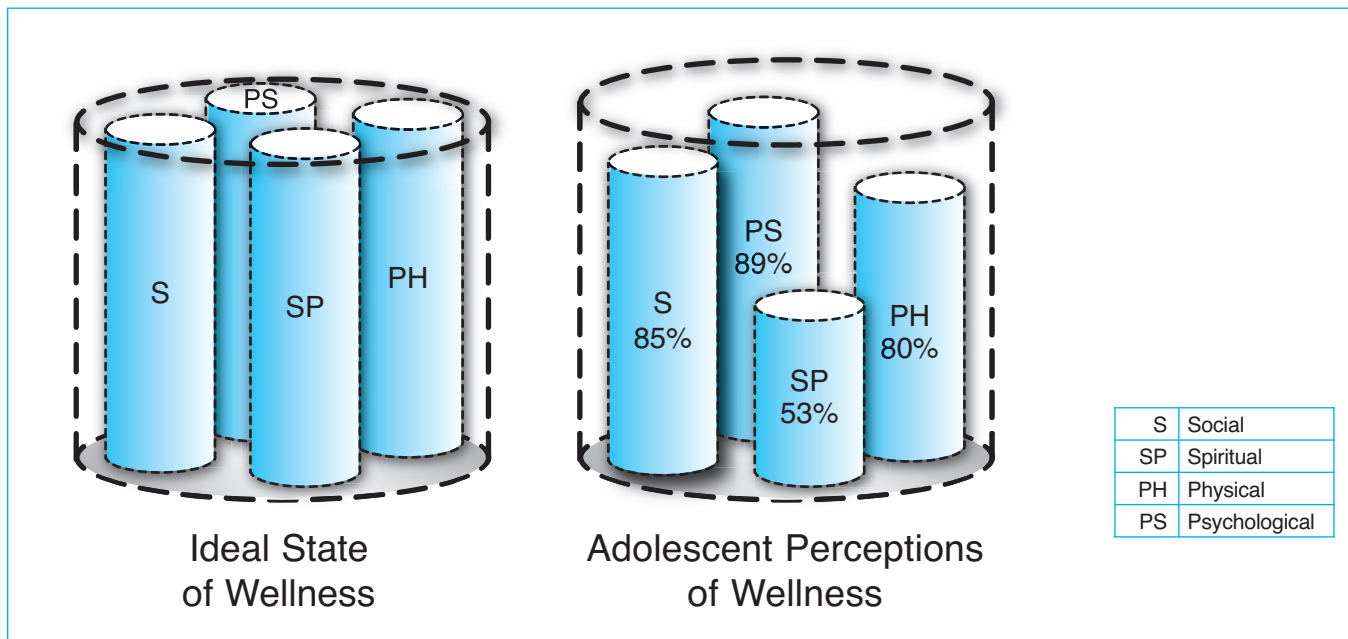 PS
S
SP
PH
Ideal State
of Wellness
PS
89%
S
85%
PH
80%
SP
53%
Adolescent Perceptions
of Wellness
S Social
SP Spiritual
PH Physical
PS Psychological